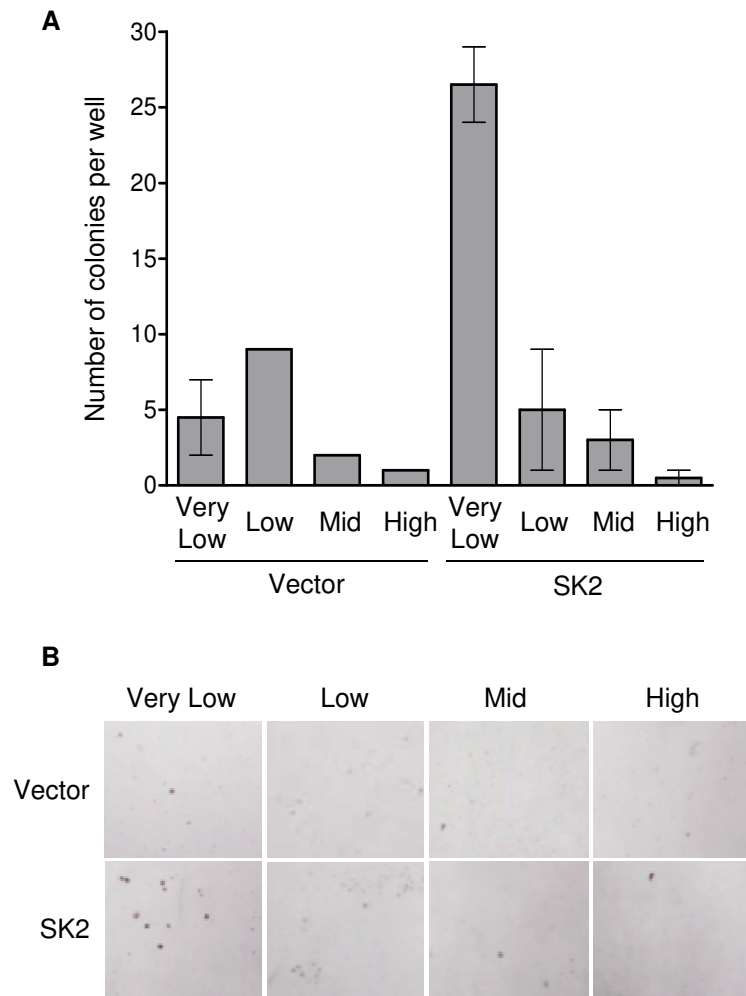 A
30
25
20
15
10
5
0
Number of colonies per well
Very Low
Low
Mid
High
Very Low
Low
Mid
High
Vector
SK2
B
Very Low
Low
Mid
High
Vector
SK2